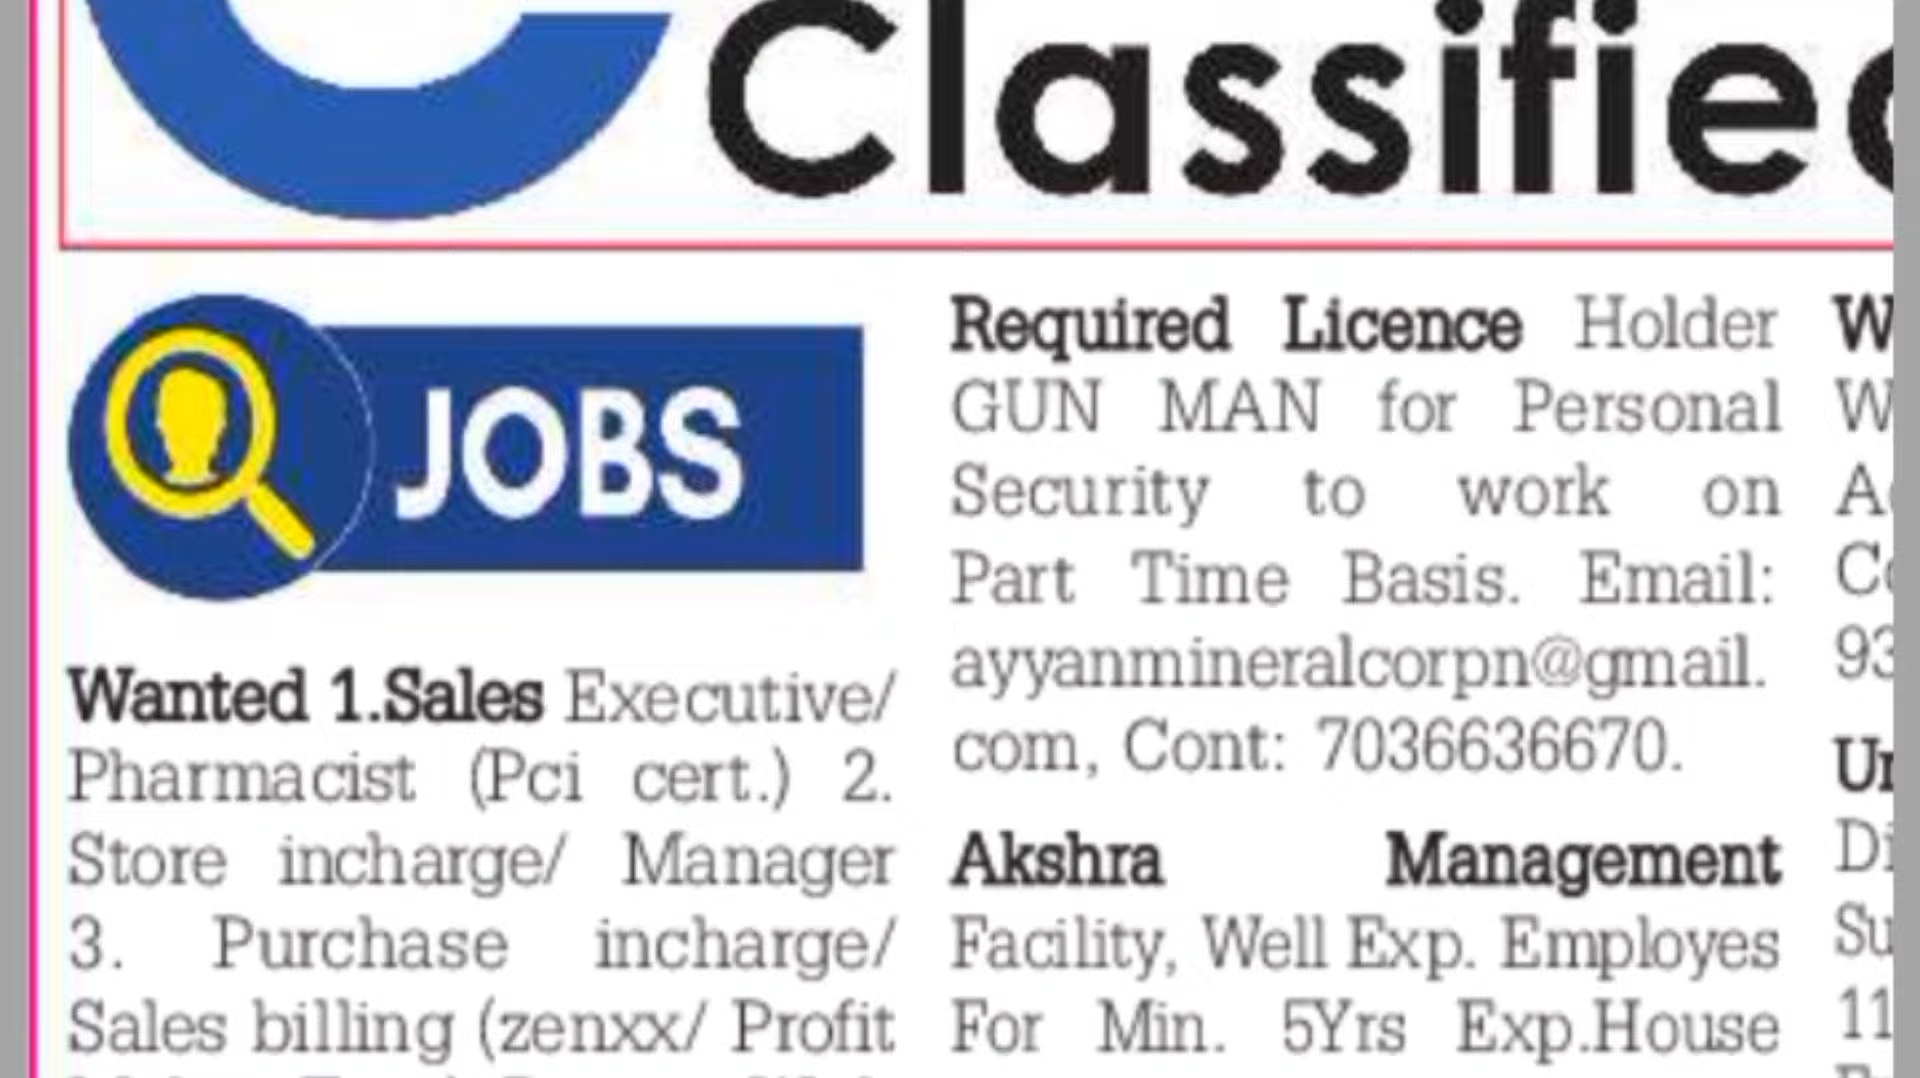 Classified
JOBS
Wanted 1.Sales Executive/
Pharmacist (Pci cert.) 2.
Store incharge/ Manager
3. Purchase incharge/
Sales billing (zenxx/ Profit
Required Licence Holder
GUN MAN for Personal
Security to work on
Part Time Basis. Email:
ayyanmineralcorpn@gmail.
com, Cont: 7036636670.
Akshra Management
Facility, Well Exp. Employes
For Min. 5Yrs Exp.House